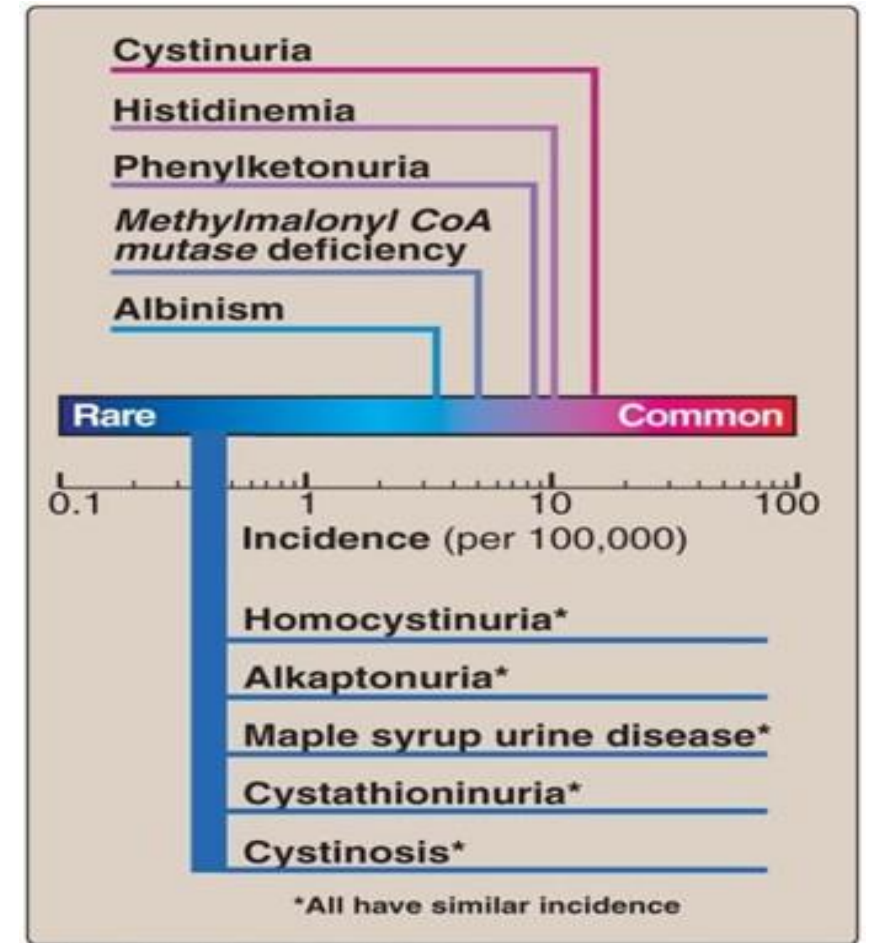 Cystinuria
Histidinemia
Phenylketonuria
Methylmalonyl CoA
mutase deficiency
Albinism
Rare Common
0.1 1 10 100
Incidence (per 100,000)
Homocystinuria*
Alkaptonuria*
Maple syrup urine disease*
Cystathioninuria*
Cystinosis*
*All have similar incidence